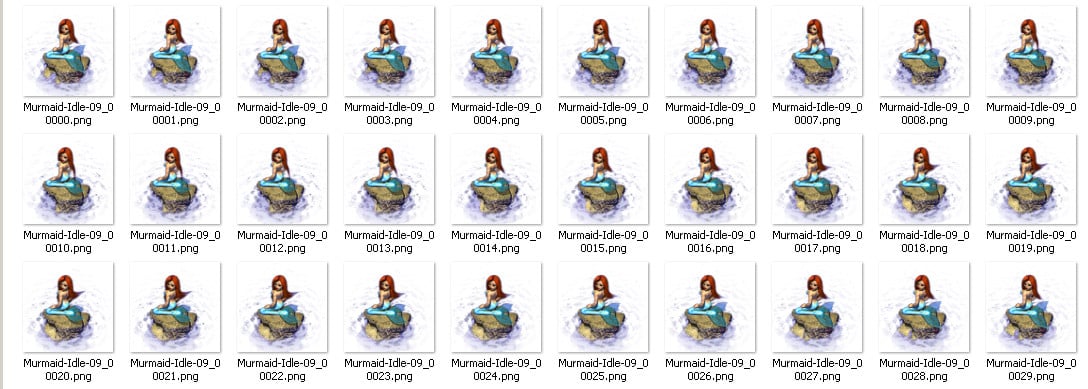 Murmaid-Idle-09_0 Murmaid-Idle-09_0 Murmaid-Idle-09_0 Murmaid-Idle-09_0 Murmaid-Idle-09_0 Murmaid-Idle-09_0 Murmaid-Idle-09_0 Murmaid-Idle-09_0 Murmaid-Idle-09_0 Murmaid-Idle-09_0
0000.png 0001.png 0002.png 0003.png 0004.png 0005.png 0006.png 0007.png 0008.png 0009.png
Murmaid-Idle-09_0 Murmaid-Idle-09_0 Murmaid-Idle-09_0 Murmaid-Idle-09_0 Murmaid-Idle-09_0 Murmaid-Idle-09_0 Murmaid-Idle-09_0 Murmaid-Idle-09_0 Murmaid-Idle-09_0 Murmaid-Idle-09_0
0010.png 0011.png 0012.png 0013.png 0014.png 0015.png 0016.png 0017.png 0018.png 0019.png
Murmaid-Idle-09_0 Murmaid-Idle-09_0 Murmaid-Idle-09_0 Murmaid-Idle-09_0 Murmaid-Idle-09_0 Murmaid-Idle-09_0 Murmaid-Idle-09_0 Murmaid-Idle-09_0 Murmaid-Idle-09_0 Murmaid-Idle-09_0
0020.png 0021.png 0022.png 0023.png 0024.png 0025.png 0026.png 0027.png 0028.png 0029.png